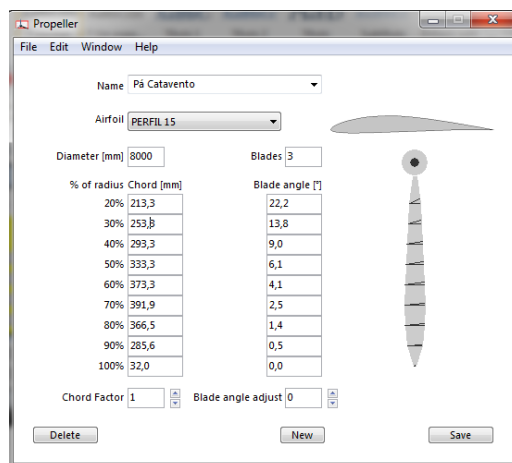 Propeller
File Edit Window Help
Name Pá Catavento
Airfoil PERFIL 15
Diameter [mm] 8000 Blades 3
% of radius Chord [mm] Blade angle [°]
20% 213,3 22,2
30% 253,3 13,8
40% 293,3 9,0
50% 333,3 6,1
60% 373,3 4,1
70% 391,9 2,5
80% 366,5 1,4
90% 285,6 0,5
100% 32,0 0,0
Chord Factor 1 Blade angle adjust 0
Delete New Save